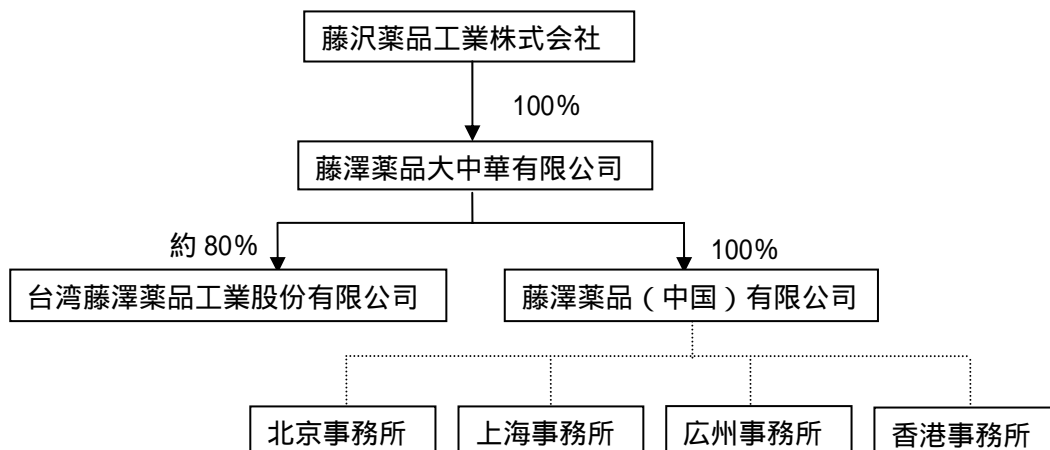 藤沢薬品工業株式会社
100%
藤澤薬品大中華有限公司
約 80%
100%
台湾藤澤薬品工業股份有限公司
藤澤薬品（中国）有限公司
北京事務所
上海事務所
広州事務所
香港事務所